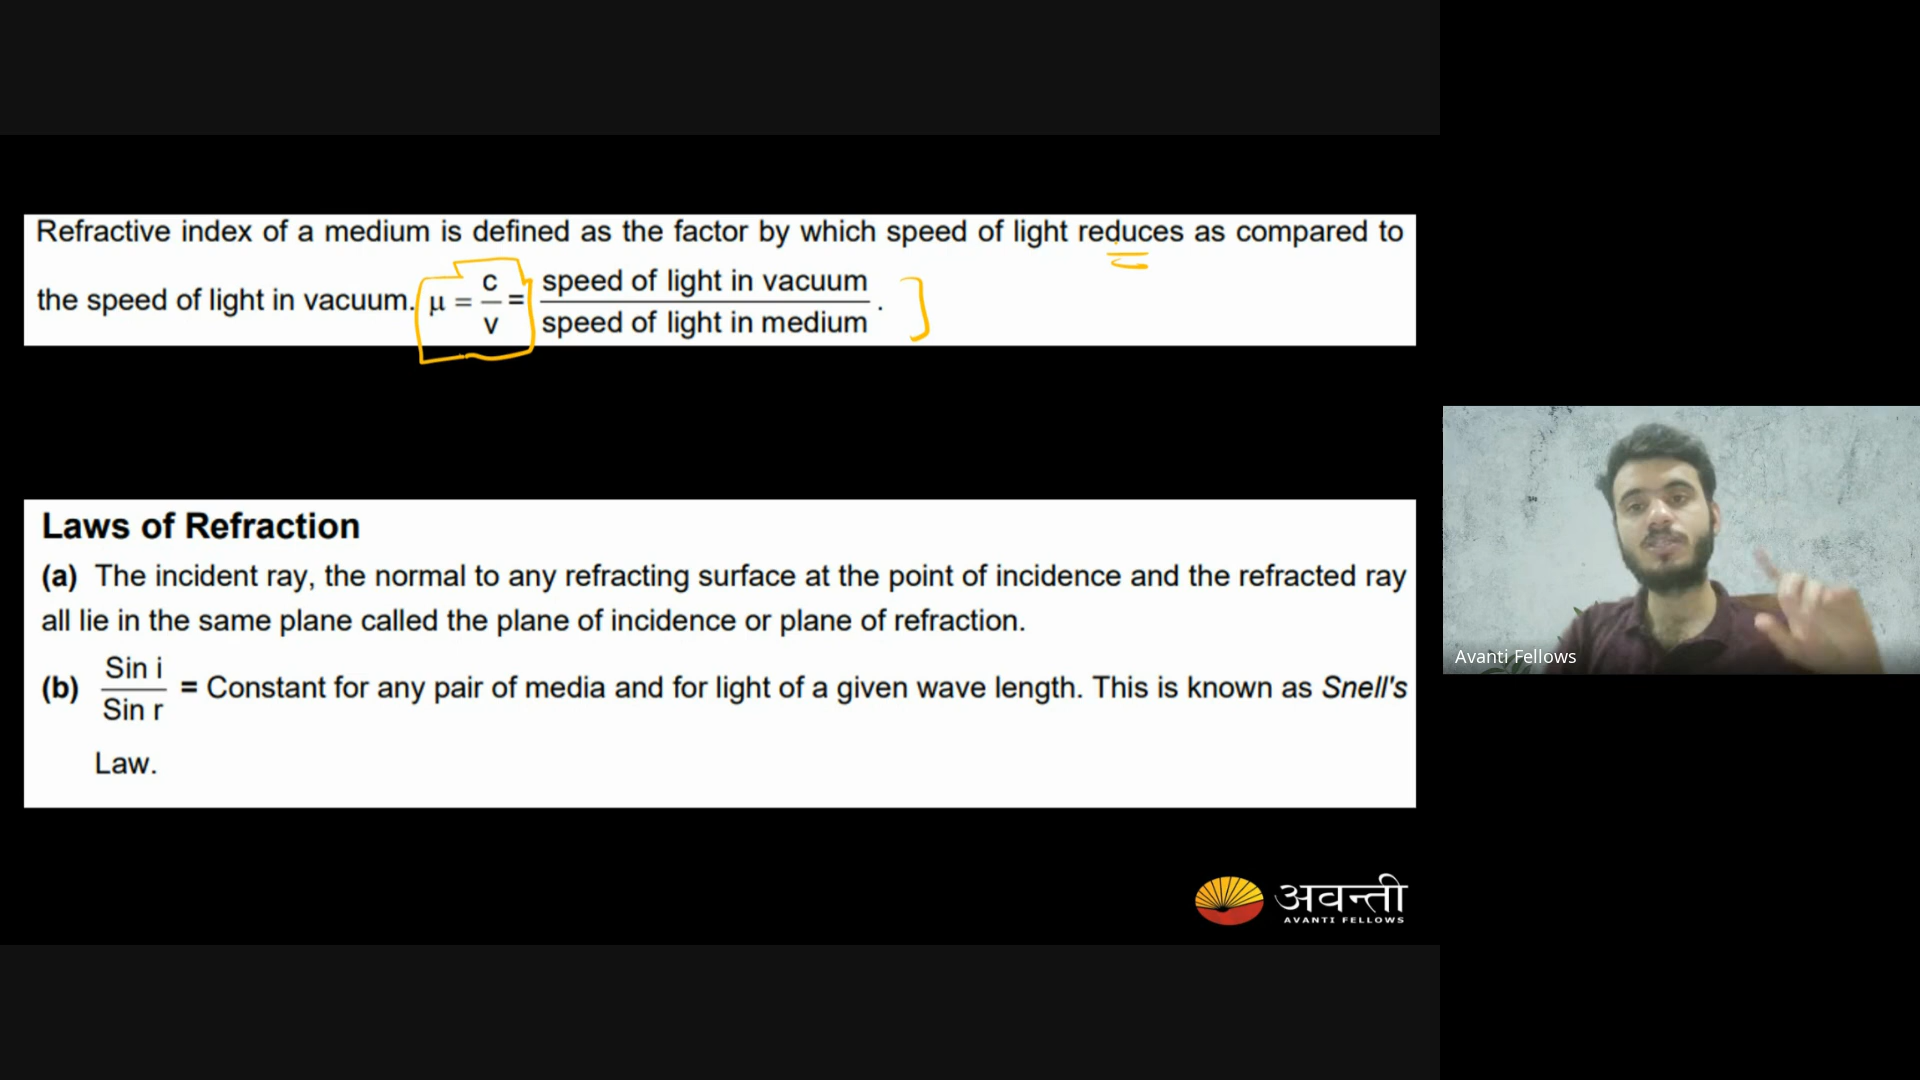 Refractive index of a medium is defined as the factor by which speed of light reduces as compared to
the speed of light in vacuum. μ = c/v = speed of light in vacuum / speed of light in medium .
Laws of Refraction
(a) The incident ray, the normal to any refracting surface at the point of incidence and the refracted ray
all lie in the same plane called the plane of incidence or plane of refraction.
(b) Sin i / Sin r = Constant for any pair of media and for light of a given wave length. This is known as Snell's
Law.
Avanti Fellows
अवन्ती
AVANTI FELLOWS